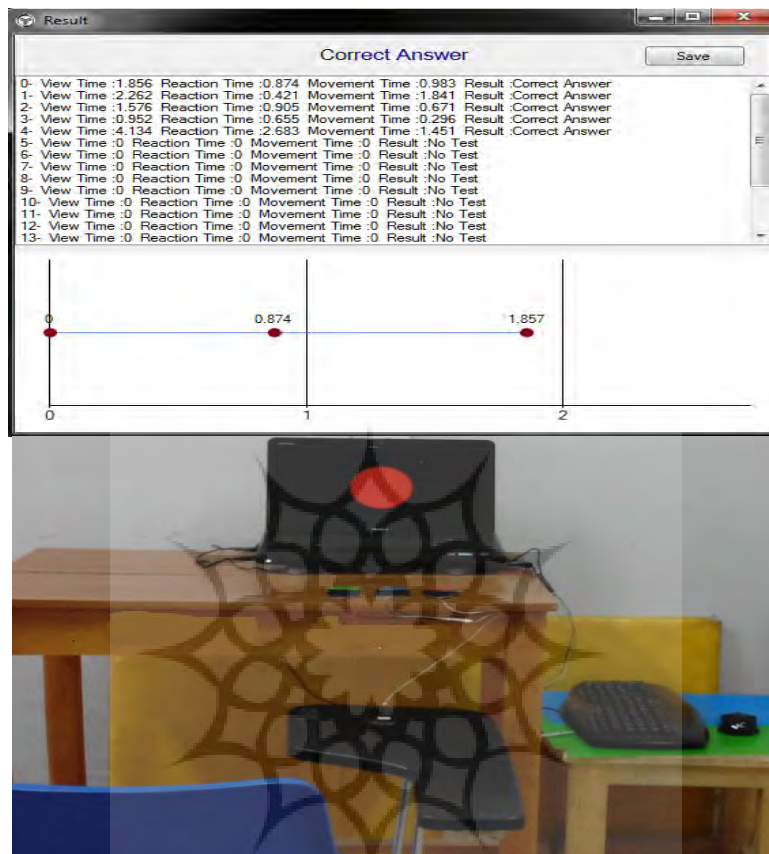 Result
Correct Answer
Save
0- View Time :1.856 Reaction Time :0.874 Movement Time :0.983 Result :Correct Answer
1- View Time :2.262 Reaction Time :0.421 Movement Time :1.841 Result :Correct Answer
2- View Time :1.576 Reaction Time :0.905 Movement Time :0.671 Result :Correct Answer
3- View Time :0.952 Reaction Time :0.655 Movement Time :0.296 Result :Correct Answer
4- View Time :4.134 Reaction Time :2.683 Movement Time :1.451 Result :Correct Answer
5- View Time :0 Reaction Time :0 Movement Time :0 Result :No Test
6- View Time :0 Reaction Time :0 Movement Time :0 Result :No Test
7- View Time :0 Reaction Time :0 Movement Time :0 Result :No Test
8- View Time :0 Reaction Time :0 Movement Time :0 Result :No Test
9- View Time :0 Reaction Time :0 Movement Time :0 Result :No Test
10- View Time :0 Reaction Time :0 Movement Time :0 Result :No Test
11- View Time :0 Reaction Time :0 Movement Time :0 Result :No Test
12- View Time :0 Reaction Time :0 Movement Time :0 Result :No Test
13- View Time :0 Reaction Time :0 Movement Time :0 Result :No Test
0 0.874 1.857
0 1 2